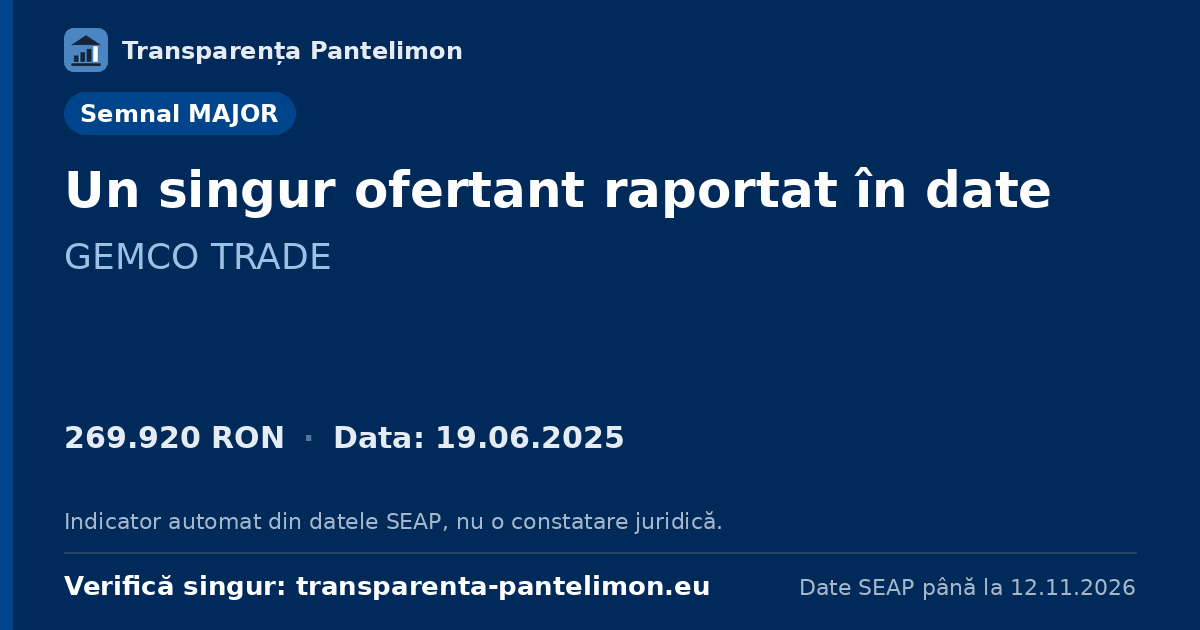 Transparența Pantelimon
Semnal MAJOR
Un singur ofertant raportat în date
GEMCO TRADE
269.920 RON · Data: 19.06.2025
Indicator automat din datele SEAP, nu o constatare juridică.
Verifică singur: transparenta-pantelimon.eu
Date SEAP până la 12.11.2026